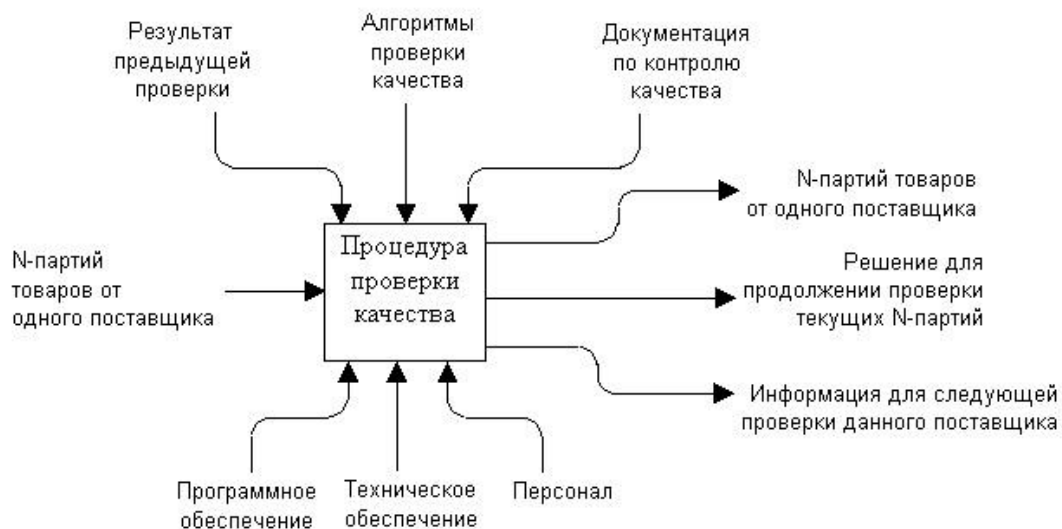 Результат
предыдущей
проверки
Алгоритмы
проверки
качества
Документация
по контролю
качества
N-партий товаров
от одного поставщика
N-партий
товаров от
одного поставщика
Процедура
проверки
качества
Решение для
продолжении проверки
текущих N-партий
Информация для следующей
проверки данного поставщика
Программное
обеспечение
Техническое
обеспечение
Персонал